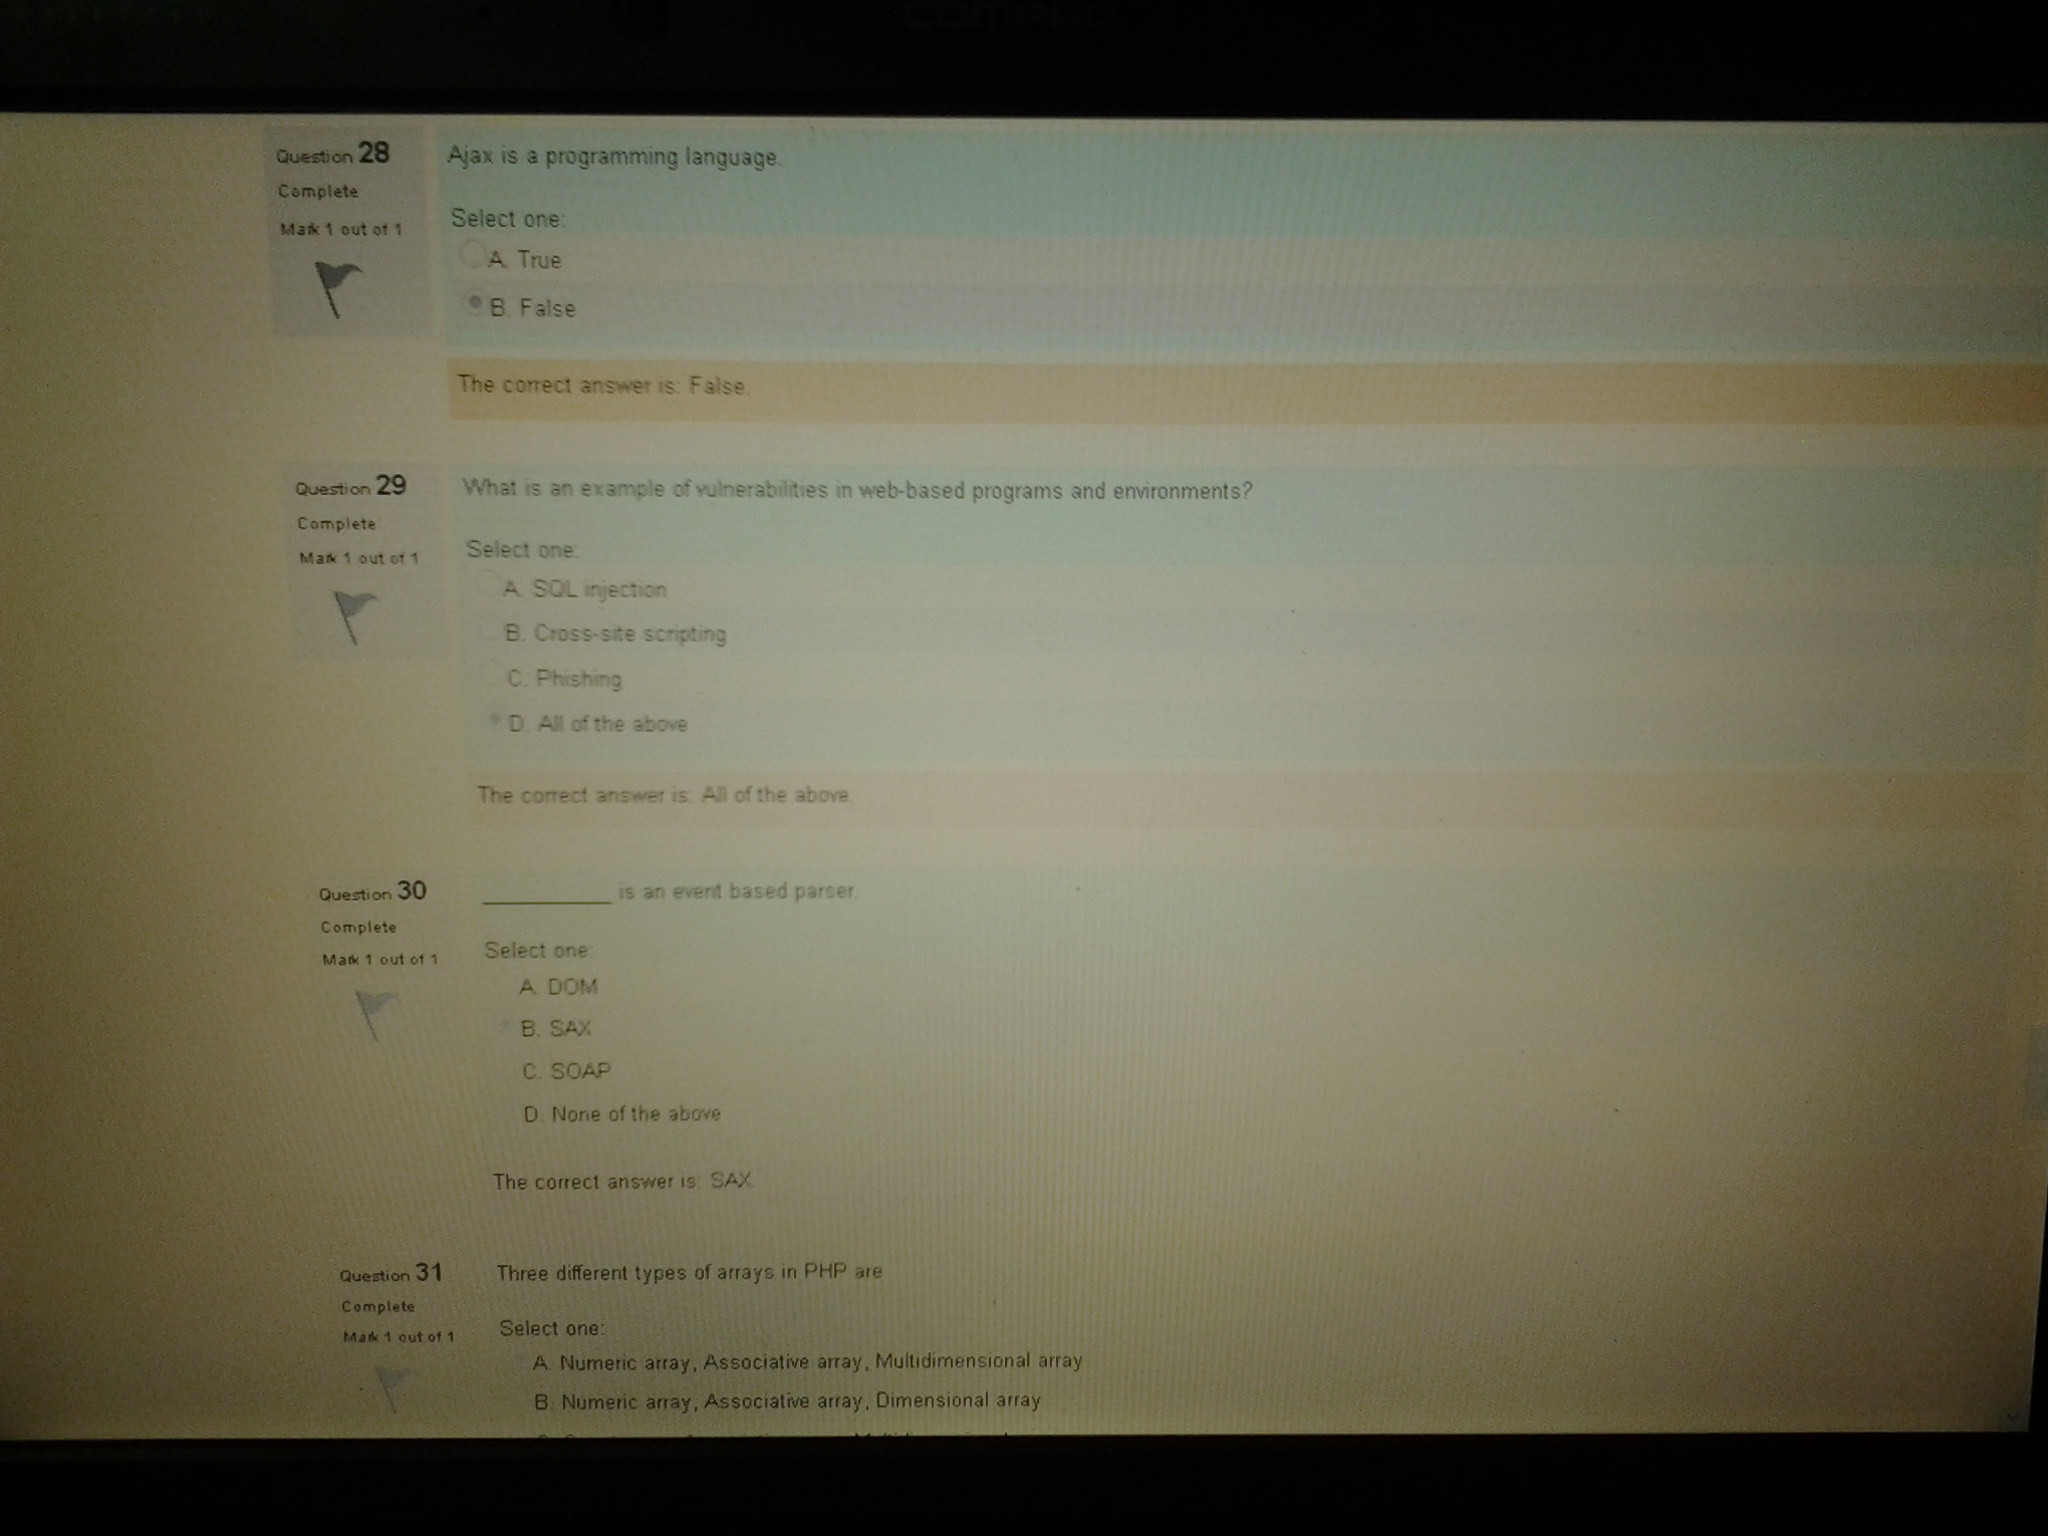 COMPAQ
Question 28
Complete
Mark 1 out of 1
Ajax is a programming language.
Select one:
A. True
B. False
The correct answer is: False.
Question 29
Complete
Mark 1 out of 1
What is an example of vulnerabilities in web-based programs and environments?
Select one:
A. SQL injection
B. Cross-site scripting
C. Phishing
D. All of the above
The correct answer is: All of the above.
Question 30
Complete
Mark 1 out of 1
__________ is an event based parser.
Select one:
A. DOM
B. SAX
C. SOAP
D. None of the above
The correct answer is: SAX.
Question 31
Complete
Mark 1 out of 1
Three different types of arrays in PHP are
Select one:
A. Numeric array, Associative array, Multidimensional array
B. Numeric array, Associative array, Dimensional array